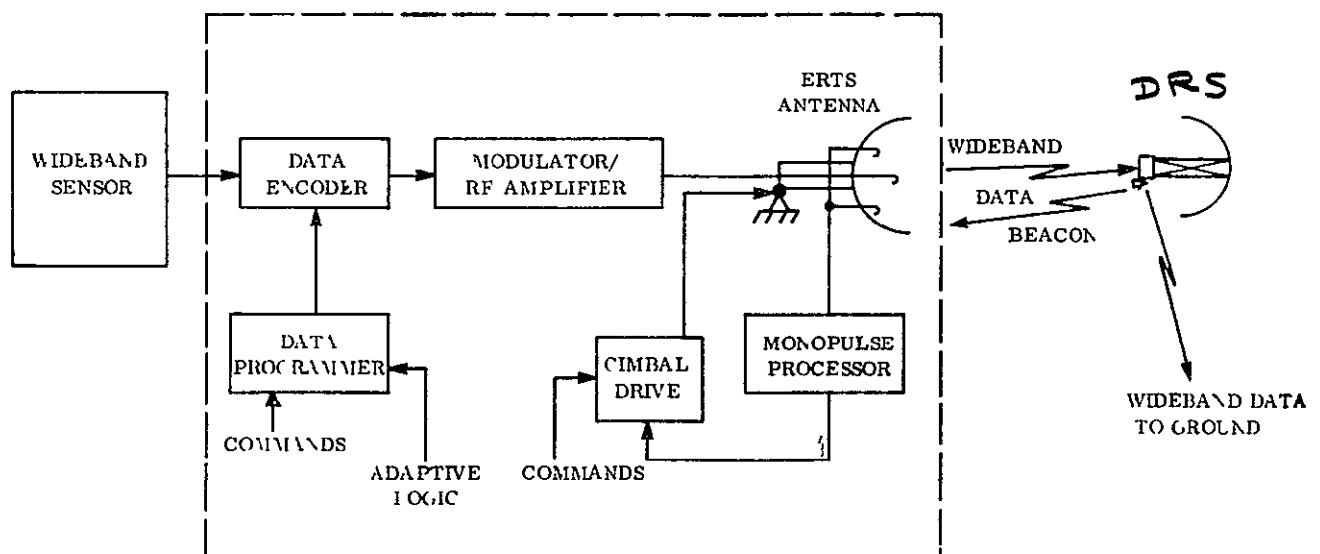 ERTS
ANTENNA
DRS
WIDEBAND
SENSOR
DATA
ENCODER
MODULATOR/
RF AMPLIFIER
WIDEBAND
DATA
BEACON
DATA
PROGRAMMER
CIMBAL
DRIVE
MONOPULSE
PROCESSOR
COMMANDS
ADAPTIVE
LOGIC
COMMANDS
WIDEBAND DATA
TO GROUND